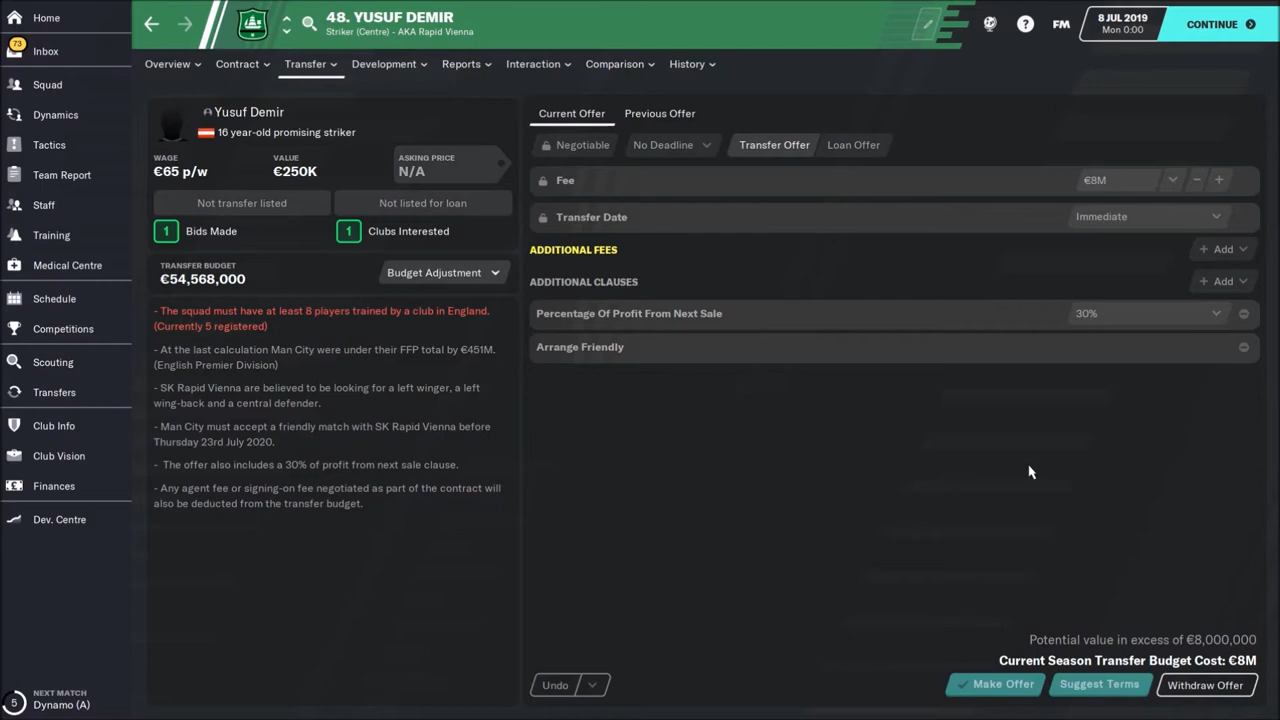 Home
73
Inbox
Squad
Dynamics
Tactics
Team Report
Staff
Training
Medical Centre
Schedule
Competitions
Scouting
Transfers
Club Info
Club Vision
Finances
Dev. Centre
5
NEXT MATCH
Dynamo (A)
48. YUSUF DEMIR
Striker (Centre) - AKA Rapid Vienna
?
FM
8 JUL 2019
Mon 0:00
CONTINUE
Overview
Contract
Transfer
Development
Reports
Interaction
Comparison
History
Yusuf Demir
16 year-old promising striker
WAGE
€65 p/w
VALUE
€250K
ASKING PRICE
N/A
Not transfer listed
Not listed for loan
1 Bids Made
1 Clubs Interested
TRANSFER BUDGET
€54,568,000
Budget Adjustment
- The squad must have at least 8 players trained by a club in England.
(Currently 5 registered)
- At the last calculation Man City were under their FFP total by €451M.
(English Premier Division)
- SK Rapid Vienna are believed to be looking for a left winger, a left
wing-back and a central defender.
- Man City must accept a friendly match with SK Rapid Vienna before
Thursday 23rd July 2020.
- The offer also includes a 30% of profit from next sale clause.
- Any agent fee or signing-on fee negotiated as part of the contract will
also be deducted from the transfer budget.
Current Offer
Previous Offer
Negotiable
No Deadline
Transfer Offer
Loan Offer
Fee
€8M
- +
Transfer Date
Immediate
ADDITIONAL FEES
+ Add
ADDITIONAL CLAUSES
+ Add
Percentage Of Profit From Next Sale
30%
Arrange Friendly
Potential value in excess of €8,000,000
Current Season Transfer Budget Cost: €8M
Undo
Make Offer
Suggest Terms
Withdraw Offer